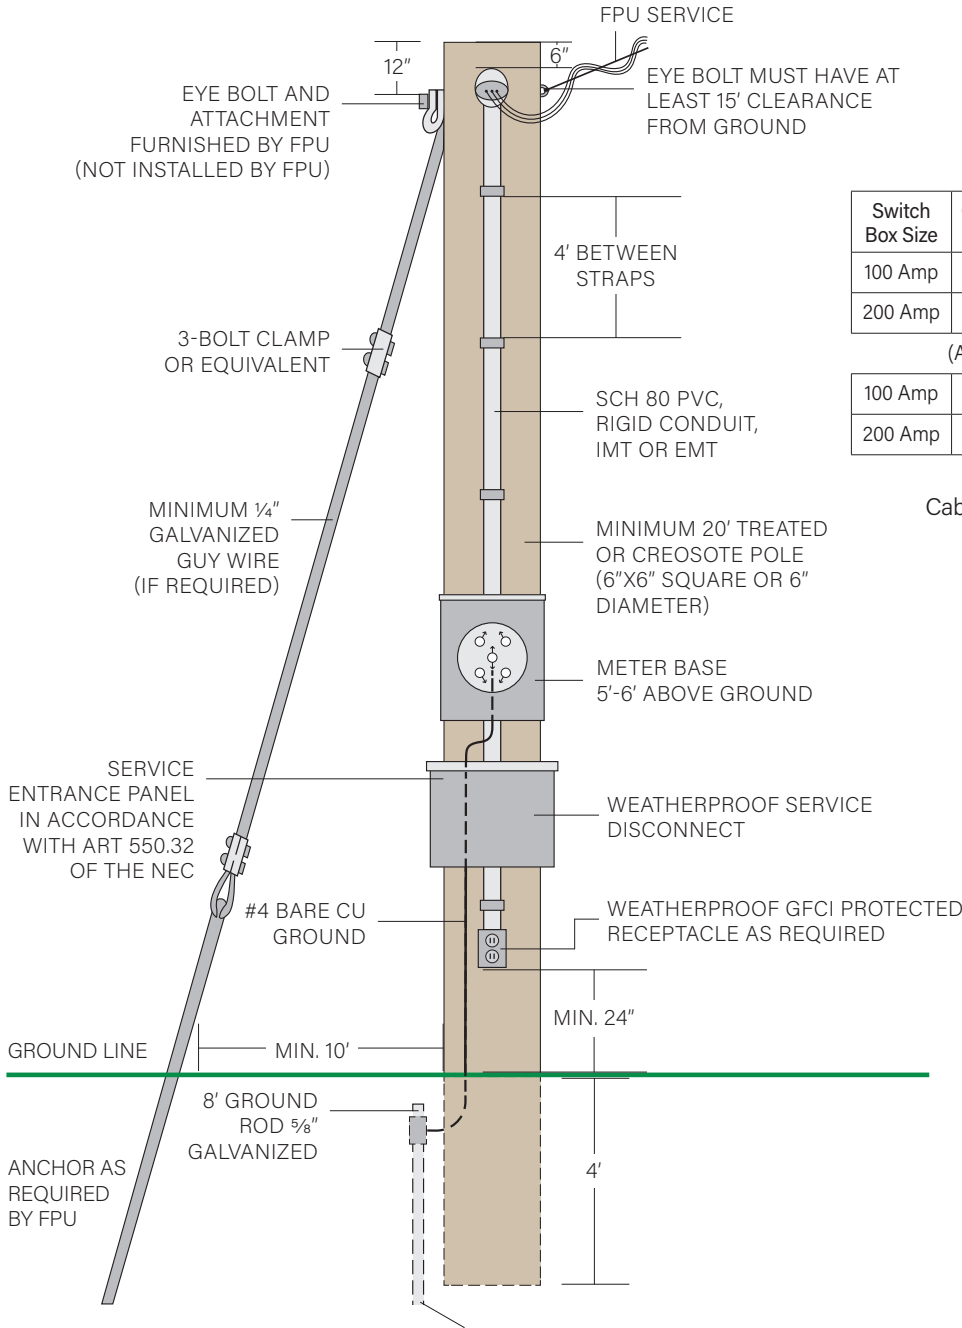 FPU SERVICE
12"
6"
EYE BOLT AND
ATTACHMENT
FURNISHED BY FPU
(NOT INSTALLED BY FPU)
EYE BOLT MUST HAVE AT
LEAST 15' CLEARANCE
FROM GROUND
Switch
Box Size
100 Amp
200 Amp
(A
100 Amp
200 Amp
Cab
4' BETWEEN
STRAPS
3-BOLT CLAMP
OR EQUIVALENT
SCH 80 PVC,
RIGID CONDUIT,
IMT OR EMT
MINIMUM ¼"
GALVANIZED
GUY WIRE
(IF REQUIRED)
MINIMUM 20' TREATED
OR CREOSOTE POLE
(6"X6" SQUARE OR 6"
DIAMETER)
METER BASE
5'-6' ABOVE GROUND
SERVICE
ENTRANCE PANEL
IN ACCORDANCE
WITH ART 550.32
OF THE NEC
WEATHERPROOF SERVICE
DISCONNECT
#4 BARE CU
GROUND
WEATHERPROOF GFCI PROTECTED
RECEPTACLE AS REQUIRED
MIN. 24"
GROUND LINE
MIN. 10'
8' GROUND
ROD ⅝"
GALVANIZED
ANCHOR AS
REQUIRED
BY FPU
4'